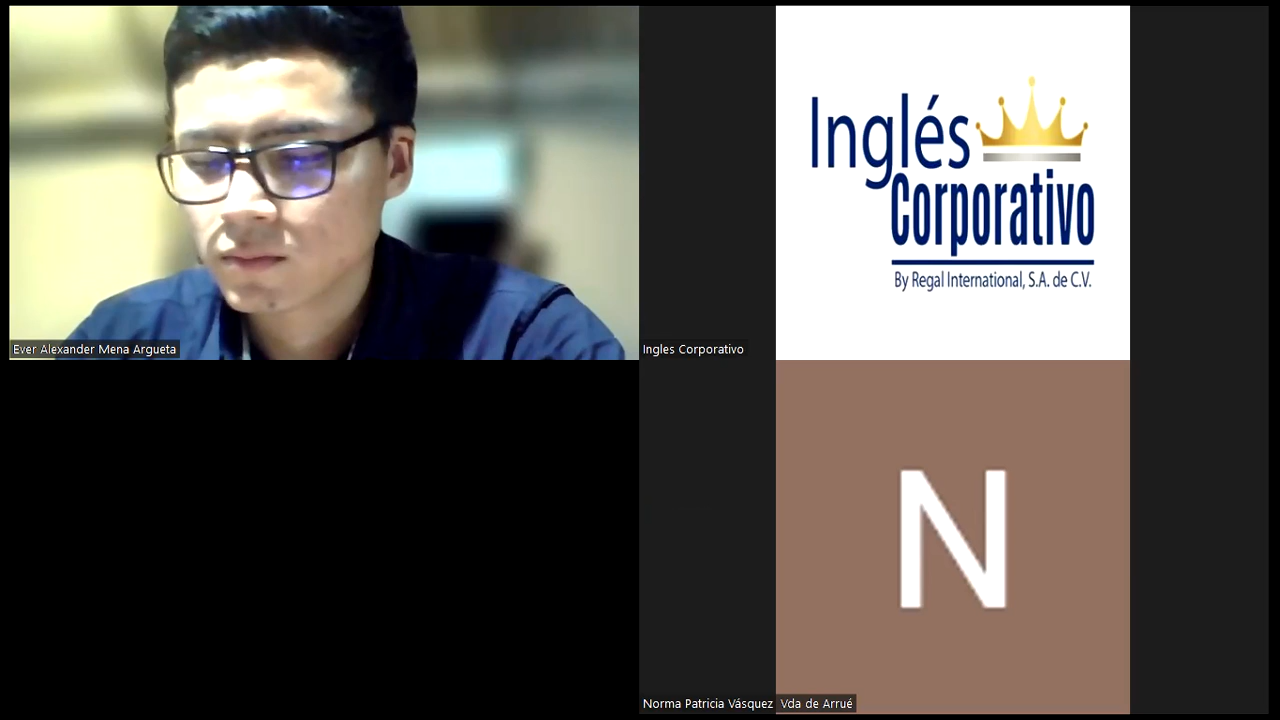 Inglés
Corporativo
By Regal International, S.A. de C.V.
Ever Alexander Mena Argueta
Ingles Corporativo
N
Norma Patricia Vásquez Vda de Arrué